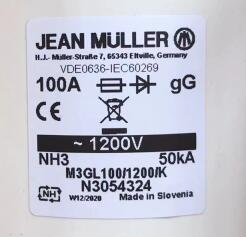 JEAN MÜLLER
H.J.- Müller-Straße 7, 65343 Eltville, Germany
VDE0636-IEC60269
100A gG
CE
~ 1200V
NH3 50kA
M3GL100/1200/K
N3054324
NH W12/2020 Made in Slovenia